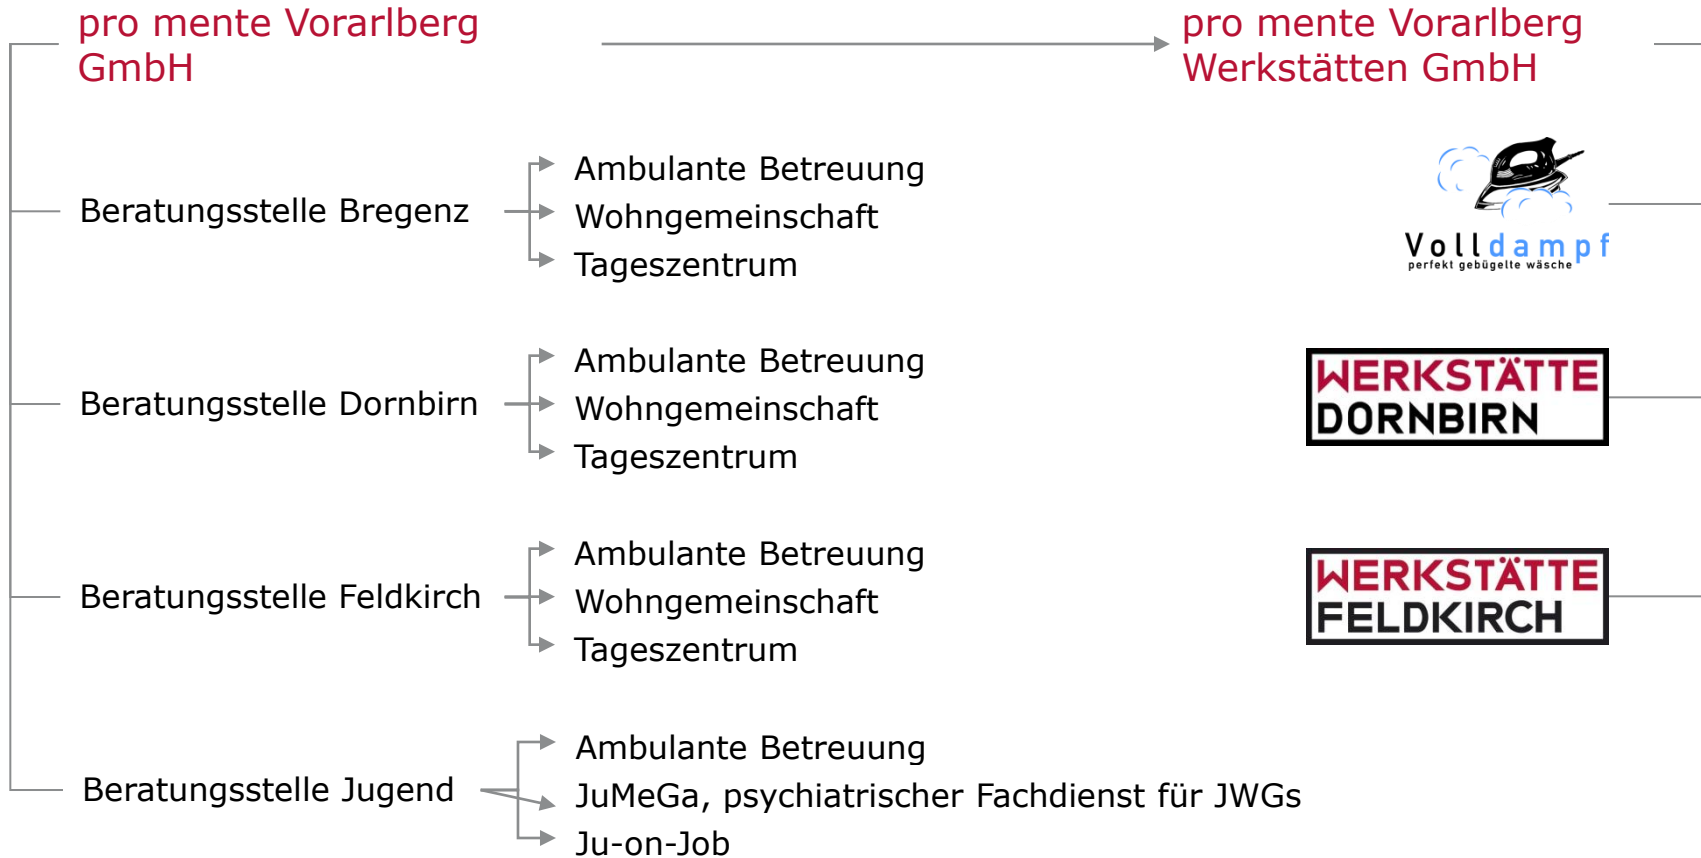 pro mente Vorarlberg
GmbH
pro mente Vorarlberg
Werkstätten GmbH
Beratungsstelle Bregenz
Ambulante Betreuung
Wohngemeinschaft
Tageszentrum
Volldampf
perfekt gebügelte wäsche
Beratungsstelle Dornbirn
Ambulante Betreuung
Wohngemeinschaft
Tageszentrum
WERKSTÄTTE
DORNBIRN
Beratungsstelle Feldkirch
Ambulante Betreuung
Wohngemeinschaft
Tageszentrum
WERKSTÄTTE
FELDKIRCH
Beratungsstelle Jugend
Ambulante Betreuung
JuMeGa, psychiatrischer Fachdienst für JWGs
Ju-on-Job